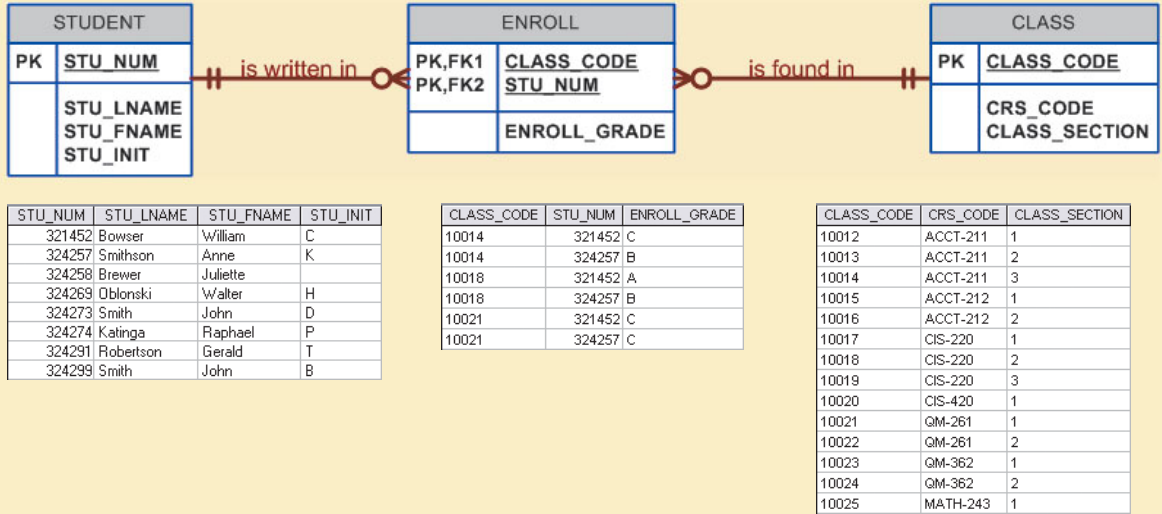 STUDENT
PK STU_NUM
STU_LNAME
STU_FNAME
STU_INIT
is written in
ENROLL
PK,FK1 CLASS_CODE
PK,FK2 STU_NUM
ENROLL_GRADE
is found in
CLASS
PK CLASS_CODE
CRS_CODE
CLASS_SECTION
STU_NUM STU_LNAME STU_FNAME STU_INIT
321452 Bowser William C
324257 Smithson Anne K
324258 Brewer Juliette
324269 Oblonski Walter H
324273 Smith John D
324274 Katinga Raphael P
324291 Robertson Gerald T
324299 Smith John B
CLASS_CODE STU_NUM ENROLL_GRADE
10014 321452 C
10014 324257 B
10018 321452 A
10018 324257 B
10021 321452 C
10021 324257 C
CLASS_CODE CRS_CODE CLASS_SECTION
10012 ACCT-211 1
10013 ACCT-211 2
10014 ACCT-211 3
10015 ACCT-212 1
10016 ACCT-212 2
10017 CIS-220 1
10018 CIS-220 2
10019 CIS-220 3
10020 CIS-420 1
10021 QM-261 1
10022 QM-261 2
10023 QM-362 1
10024 QM-362 2
10025 MATH-243 1